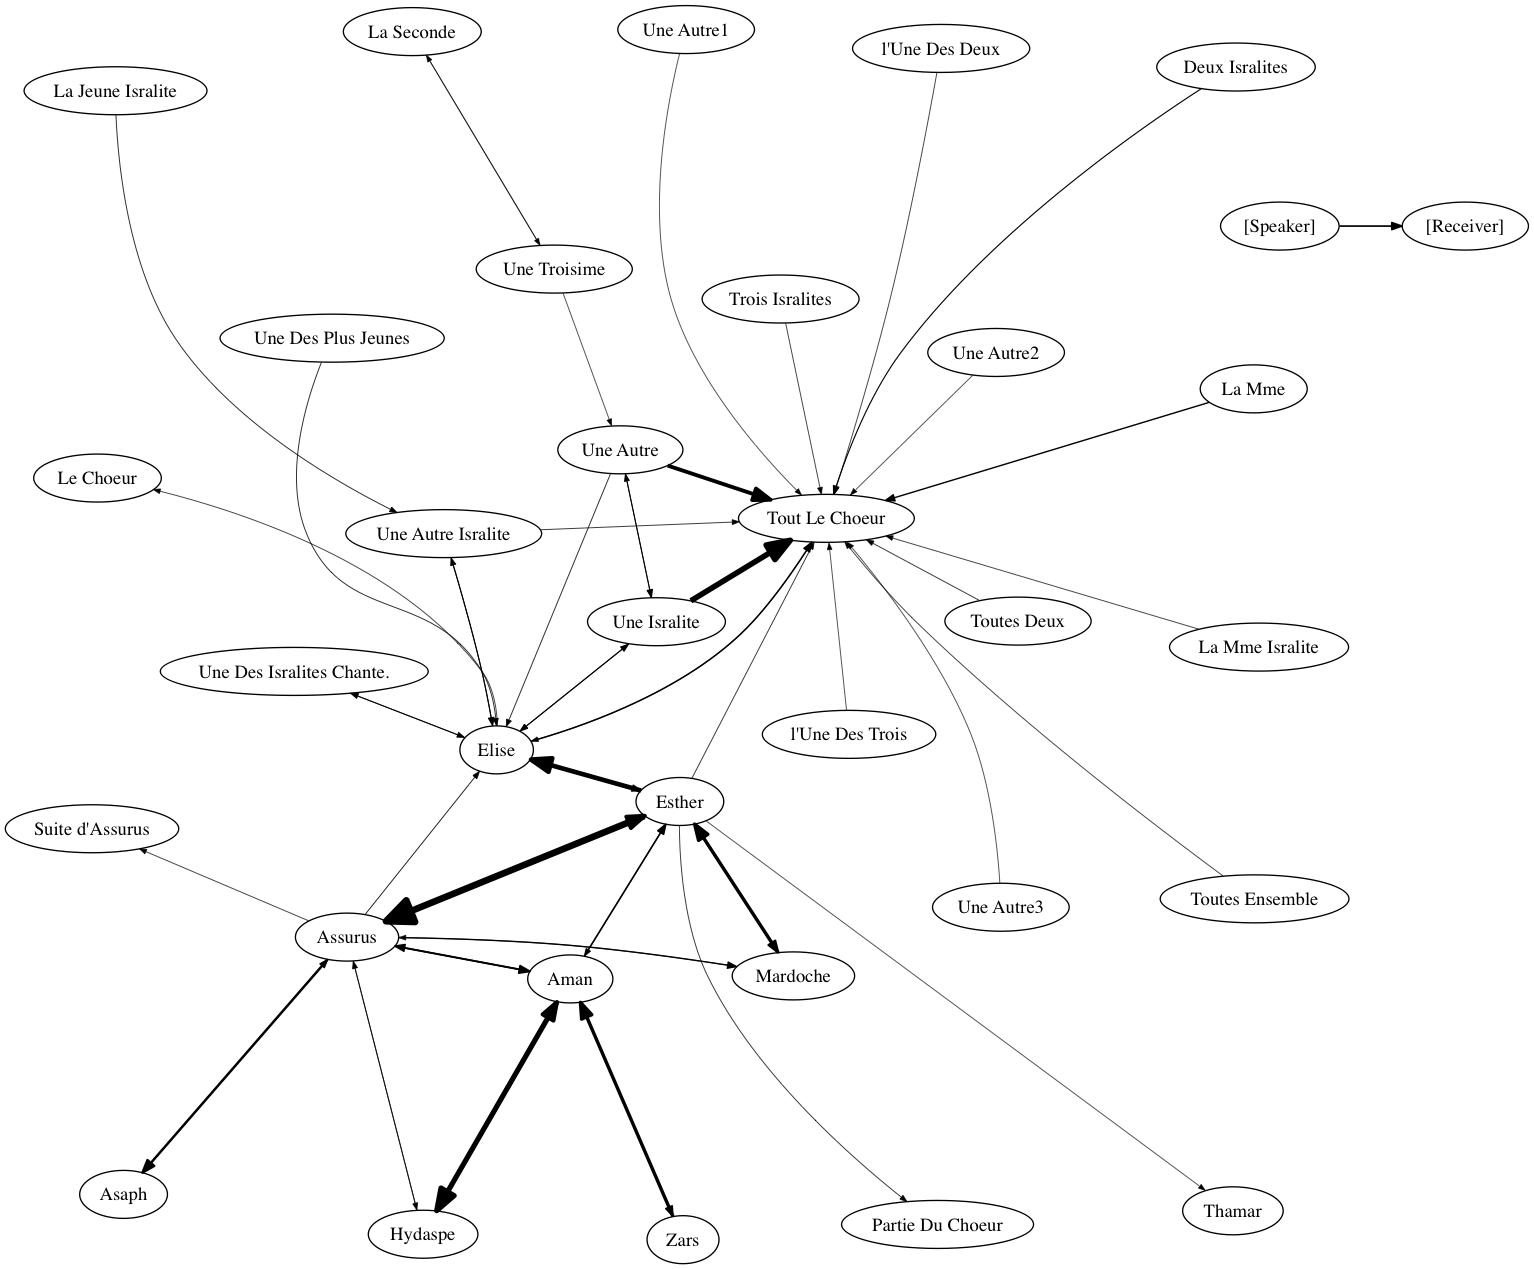 La Seconde
Une Autre1
l'Une Des Deux
Deux Isralites
La Jeune Isralite
[Speaker]
[Receiver]
Une Troisime
Trois Isralites
Une Des Plus Jeunes
Une Autre2
La Mme
Une Autre
Le Choeur
Tout Le Choeur
Une Autre Isralite
Une Isralite
Toutes Deux
La Mme Isralite
Une Des Isralites Chante.
l'Une Des Trois
Elise
Esther
Suite d'Assurus
Toutes Ensemble
Une Autre3
Assurus
Mardoche
Aman
Asaph
Thamar
Partie Du Choeur
Hydaspe
Zars